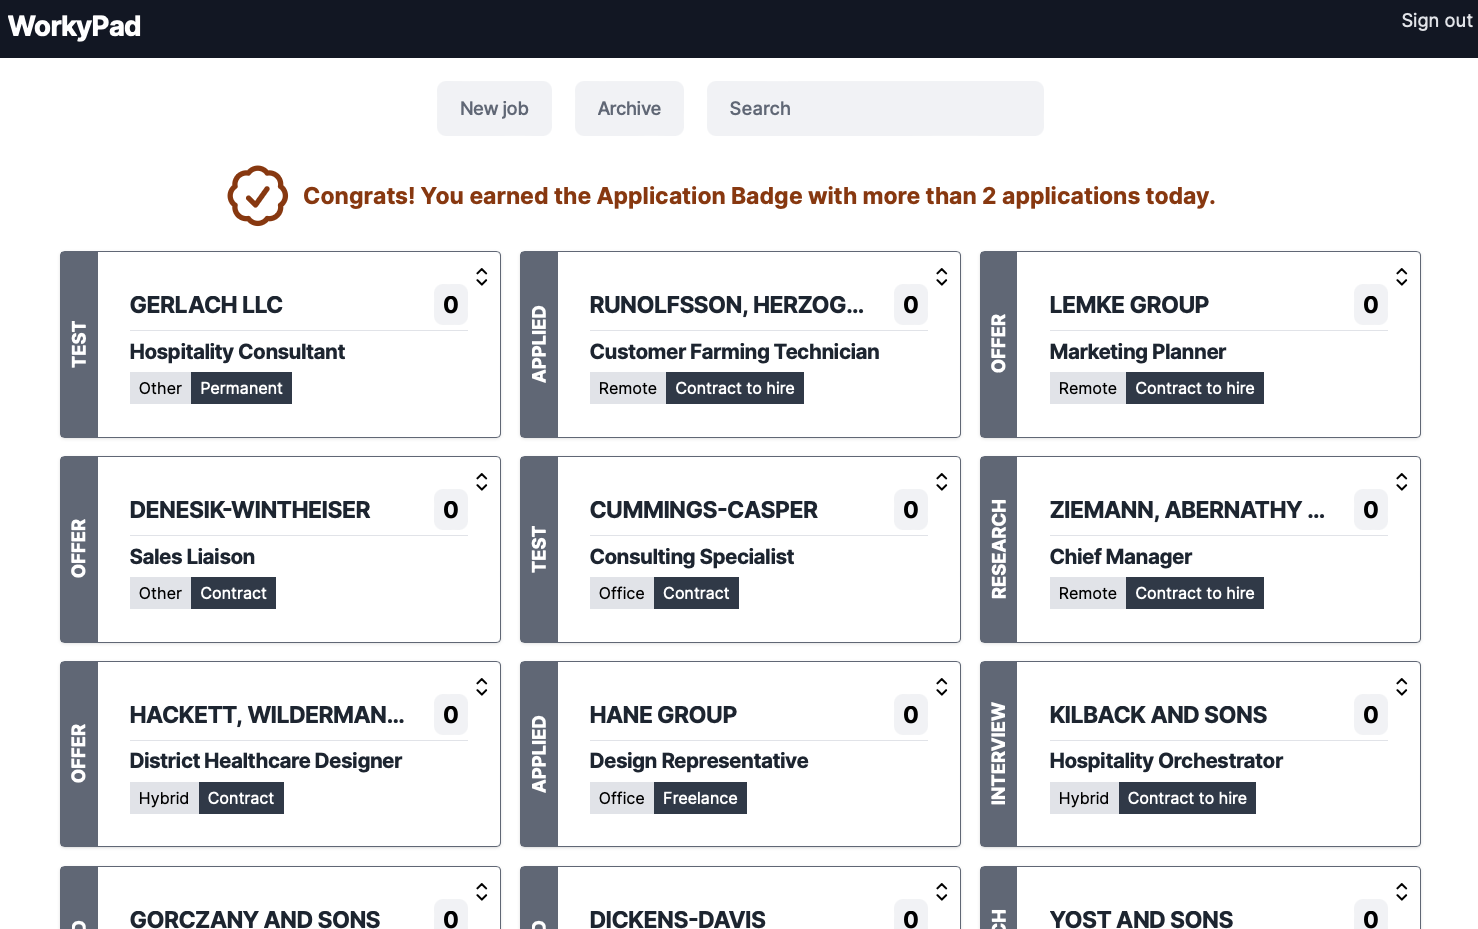 WorkyPad
Sign out
New job
Archive
Search
Congrats! You earned the Application Badge with more than 2 applications today.
TEST
GERLACH LLC
0
Hospitality Consultant
Other
Permanent
APPLIED
RUNOLFSSON, HERZOG...
0
Customer Farming Technician
Remote
Contract to hire
OFFER
LEMKE GROUP
0
Marketing Planner
Remote
Contract to hire
OFFER
DENESIK-WINTHEISER
0
Sales Liaison
Other
Contract
TEST
CUMMINGS-CASPER
0
Consulting Specialist
Office
Contract
RESEARCH
ZIEMANN, ABERNATHY ...
0
Chief Manager
Remote
Contract to hire
OFFER
HACKETT, WILDERMAN...
0
District Healthcare Designer
Hybrid
Contract
APPLIED
HANE GROUP
0
Design Representative
Office
Freelance
INTERVIEW
KILBACK AND SONS
0
Hospitality Orchestrator
Hybrid
Contract to hire
GORCZANY AND SONS
0
DICKENS-DAVIS
0
YOST AND SONS
0